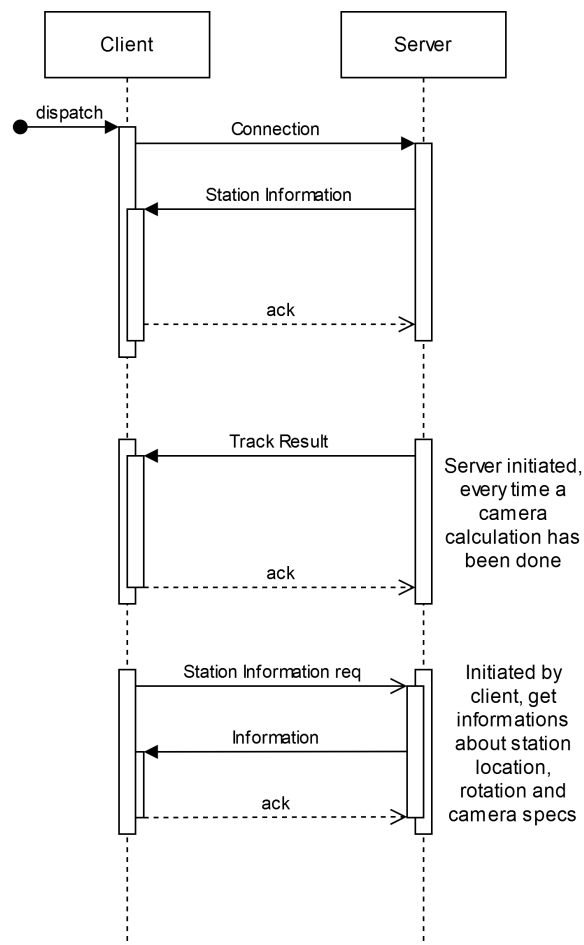 Client
Server
dispatch
Connection
Station Information
ack
Track Result
Server initiated,
every time a
camera
calculation has
been done
ack
Station Information req
Information
ack
Initiated by
client, get
informations
about station
location,
rotation and
camera specs